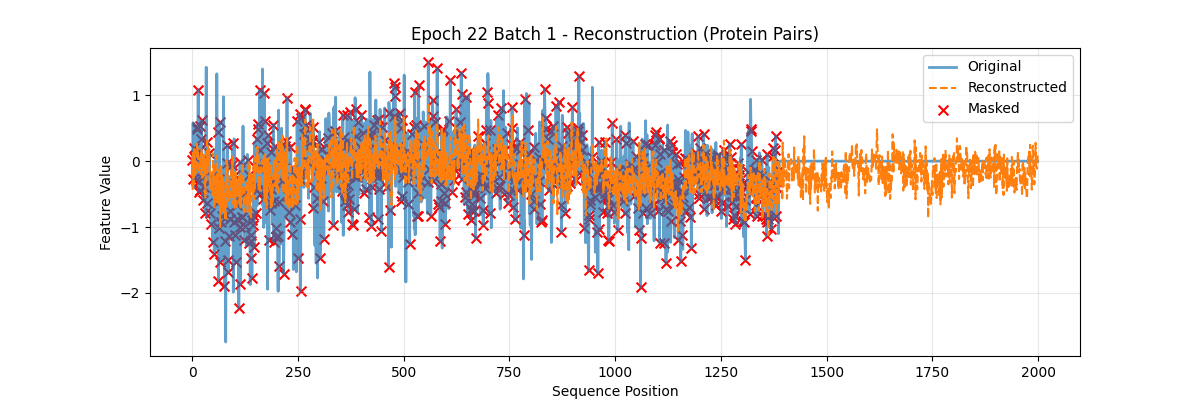 Epoch 22 Batch 1 - Reconstruction (Protein Pairs)
Original
Reconstructed
Masked
Feature Value
1
0
−1
−2
0
250
500
750
1000
1250
1500
1750
2000
Sequence Position